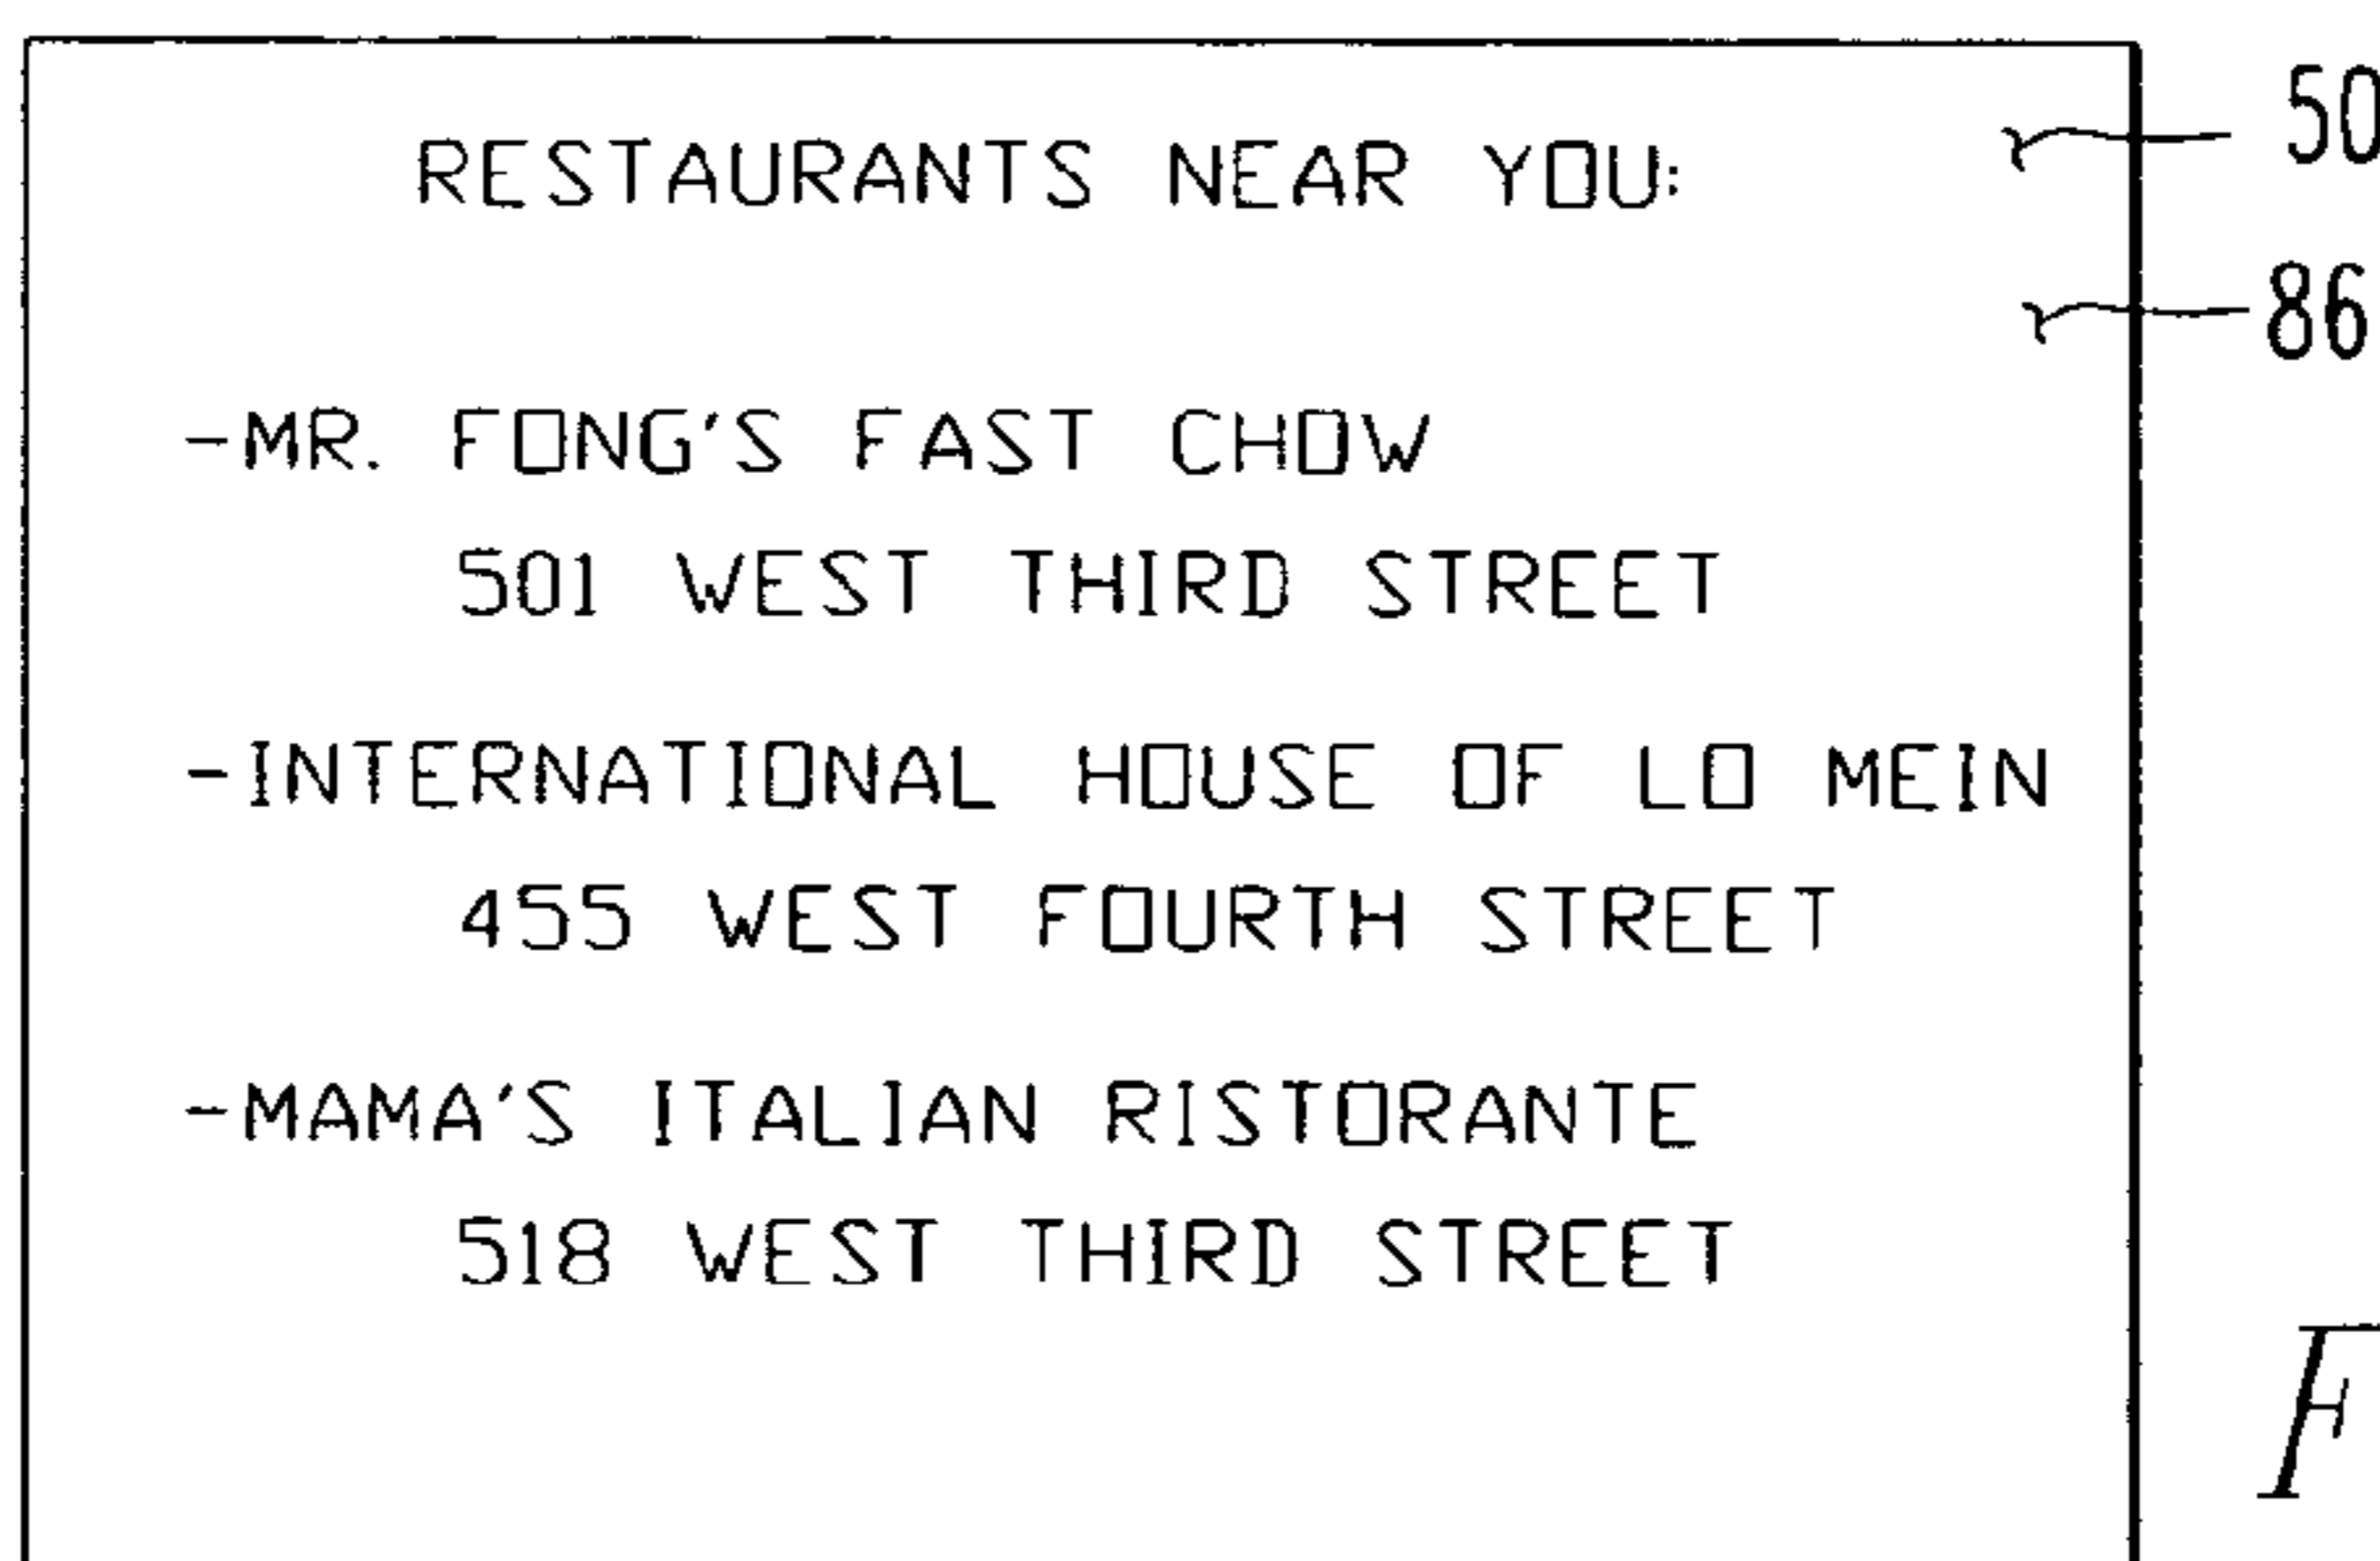 RESTAURANTS NEAR YOU:
50
86
-MR. FONG'S FAST CHOW
501 WEST THIRD STREET
-INTERNATIONAL HOUSE OF LO MEIN
455 WEST FOURTH STREET
-MAMA'S ITALIAN RISTORANTE
518 WEST THIRD STREET
F